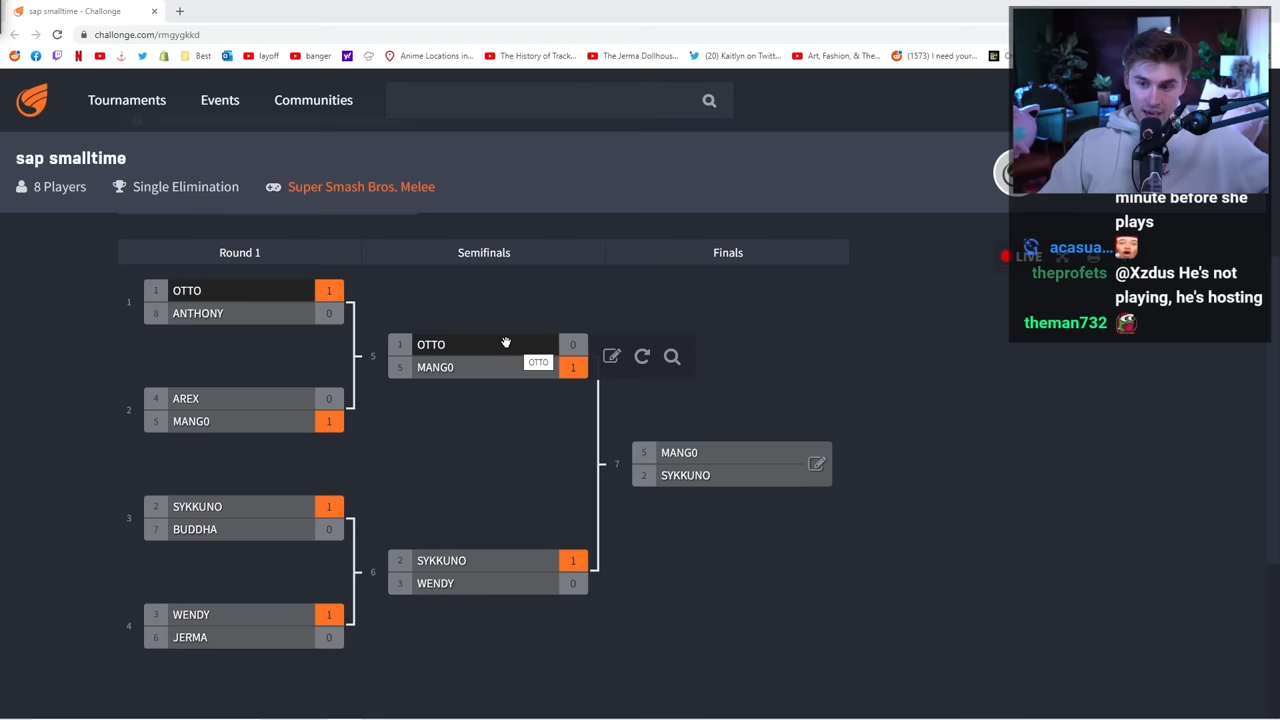 sap smalltime - Challonge
challonge.com/rmgygkkd
Best
layoff
banger
Anime Locations in...
The History of Track...
The Jerma Dollhous...
(20) Kaitlyn on Twitt...
Art, Fashion, & The...
(1573) I need your...
Tournaments
Events
Communities
sap smalltime
8 Players
Single Elimination
Super Smash Bros. Melee
minute before she
plays
acasua...
theprofets @Xzdus He's not
playing, he's hosting
theman732
LIVE
Round 1
Semifinals
Finals
1
1 OTTO 1
8 ANTHONY 0
2
4 AREX 0
5 MANG0 1
3
2 SYKKUNO 1
7 BUDDHA 0
4
3 WENDY 1
6 JERMA 0
5
1 OTTO 0
5 MANG0 1
OTTO
6
2 SYKKUNO 1
3 WENDY 0
7
5 MANG0
2 SYKKUNO